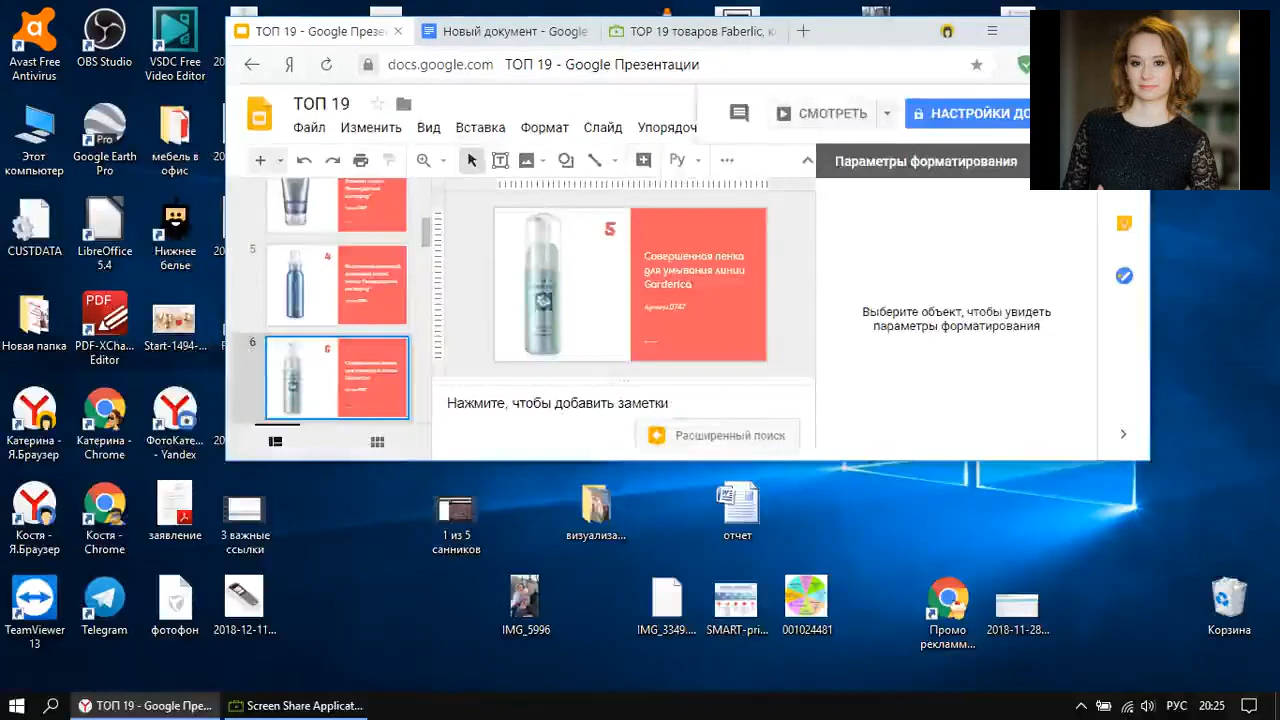 ТОП 19 - Google Презе
Новый документ - Google
TOP 19 товаров Faberlic, к
docs.google.com
ТОП 19 - Google Презентации
ТОП 19
Файл
Изменить
Вид
Вставка
Формат
Слайд
Упорядоч
СМОТРЕТЬ
НАСТРОЙКИ ДО
Ру
Параметры форматирования
5
4
6
5
5
Совершенная пенка
для умывания линии
Garderica
Артикул 0747
Выберите объект, чтобы увидеть
параметры форматирования
Нажмите, чтобы добавить заметки
Расширенный поиск
Avast Free
Antivirus
OBS Studio
VSDC Free
Video Editor
20
Этот
компьютер
Google Earth
Pro
мебель в
офис
CUSTDATA
LibreOffice
5.4
Нижнее
белье
Новая папка
PDF
PDF-XCha...
Editor
Start-1494-...
Катерина -
Я.Браузер
Катерина -
Chrome
ФотоКате...
- Yandex
Костя -
Я.Браузер
Костя -
Chrome
заявление
3 важные
ссылки
1 из 5
санников
визуализа...
отчет
TeamViewer
13
Telegram
фотофон
2018-12-11...
IMG_5996
IMG_3349....
SMART-pri...
001024481
Промо
рекламм...
2018-11-28...
Корзина
ТОП 19 - Google Пре...
Screen Share Applicat...
РУС
20:25